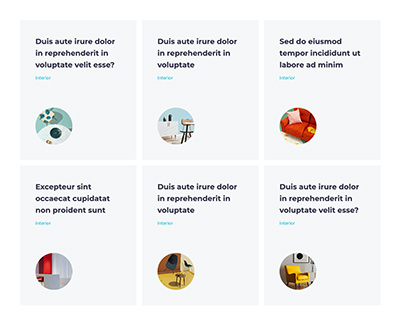 Duis aute irure dolor
in reprehenderit in
voluptate velit esse?
Interior
Duis aute irure dolor
in reprehenderit in
voluptate
Interior
Sed do eiusmod
tempor incididunt ut
labore ad minim
Interior
Excepteur sint
occaecat cupidatat
non proident sunt
Interior
Duis aute irure dolor
in reprehenderit in
voluptate
Interior
Duis aute irure dolor
in reprehenderit in
voluptate velit esse?
Interior